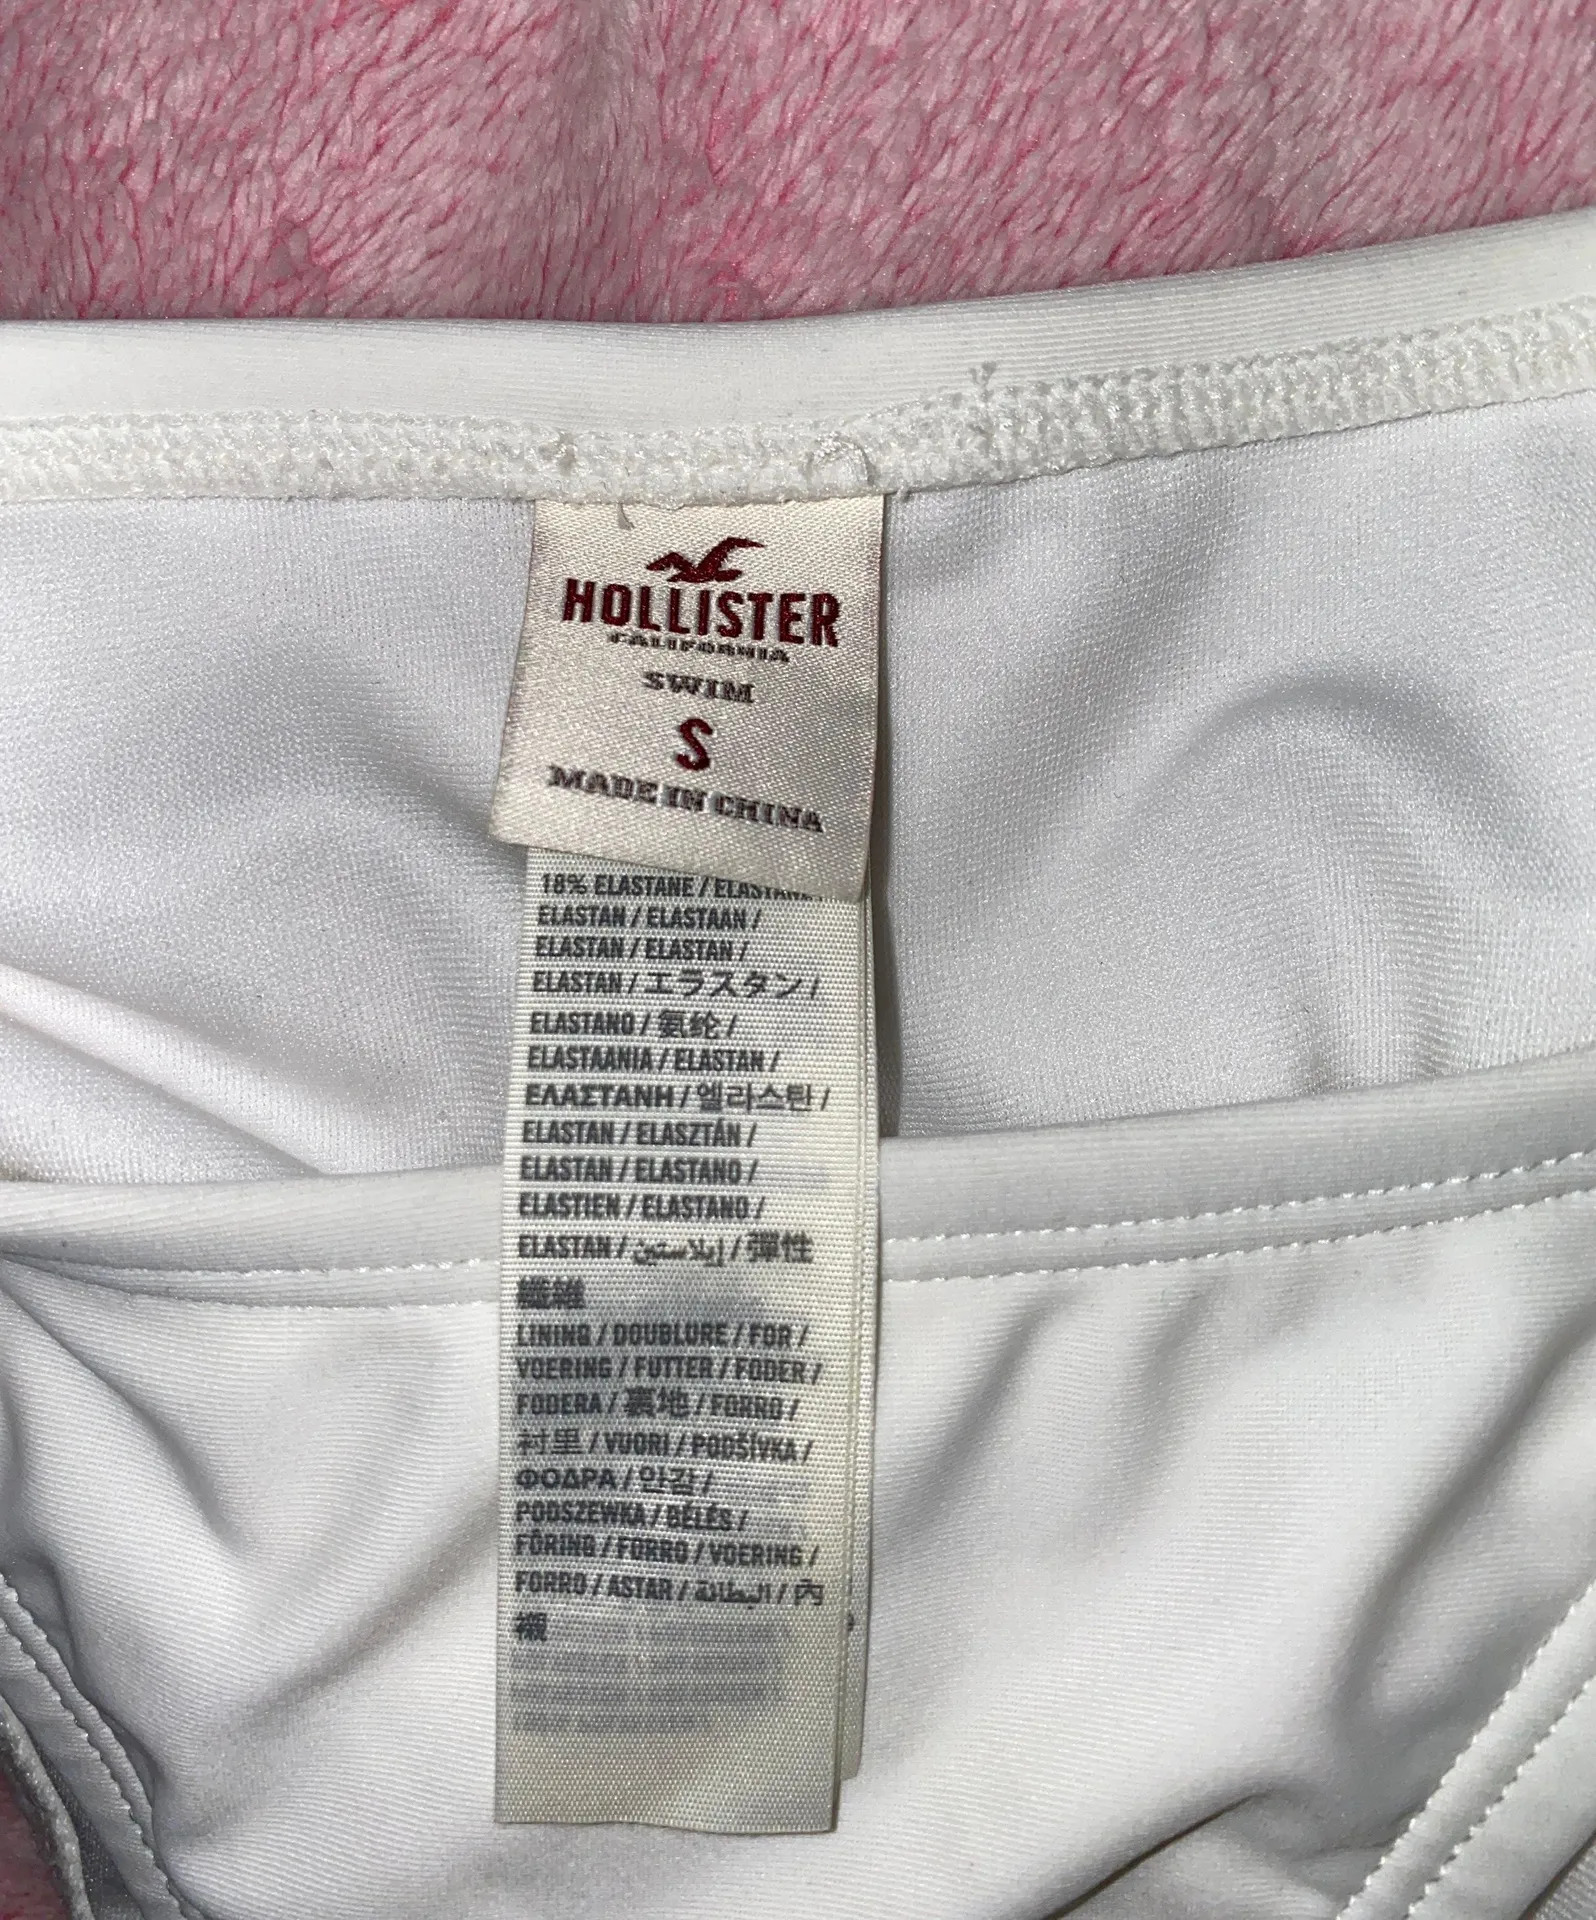 HOLLISTER
CALIFORNIA
SWIM
S
MADE IN CHINA
18% ELASTANE / ELASTANA /
ELASTAN / ELASTAAN /
ELASTAN / ELASTAN /
ELASTAN / エラスタン /
ELASTANO / 氨纶 /
ELASTAANIA / ELASTAN /
ΕΛΑΣΤΑΝΗ / 엘라스탄 /
ELASTAN / ELASZTÁN /
ELASTAN / ELASTANO /
ELASTIEN / ELASTANO /
ELASTAN / إيلاستين / 彈性
纖維
LINING / DOUBLURE / FOR /
VOERING / FUTTER / FODER /
FODERA / 裏地 / FORRO /
衬里 / VUORI / PODŠÍVKA /
ΦΟΔΡΑ / 안감 /
PODSZEWKA / BÉLÉS /
FÔRING / FORRO / VOERING /
FORRO / ASTAR / البطانة / 內
襯